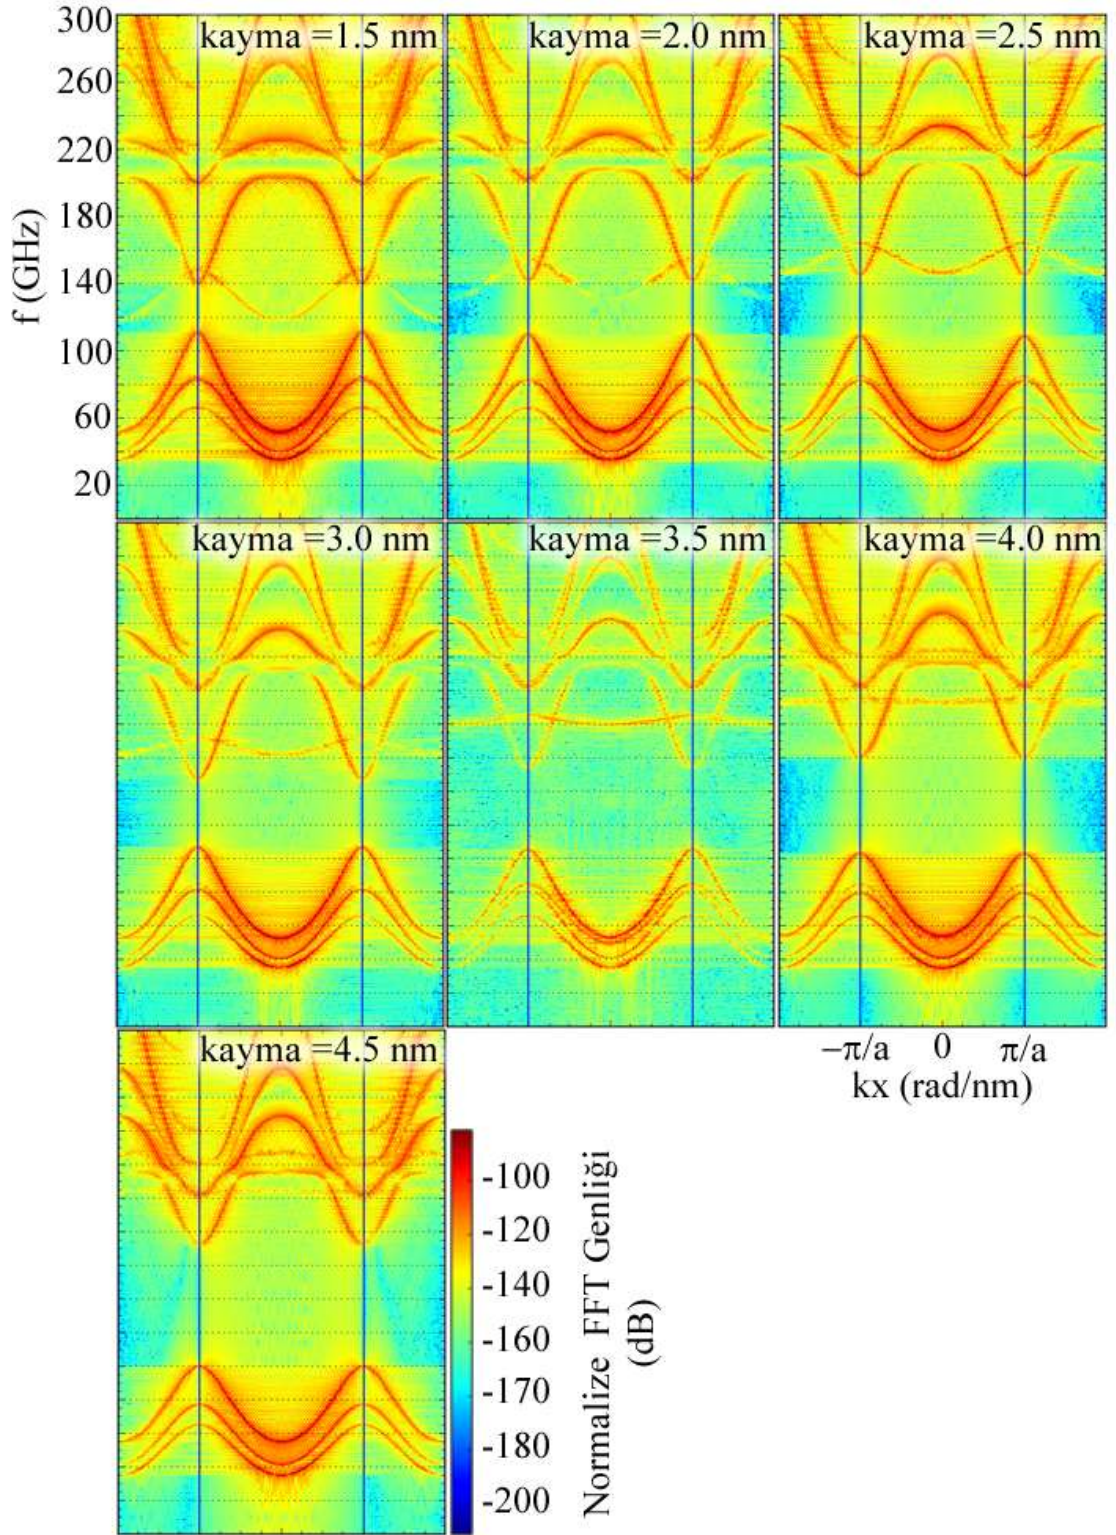 300
260
220
180
140
100
60
20
f (GHz)
kayma =1.5 nm
kayma =2.0 nm
kayma =2.5 nm
kayma =3.0 nm
kayma =3.5 nm
kayma =4.0 nm
−π/a 0 π/a
kx (rad/nm)
kayma =4.5 nm
-100
-120
-140
-160
-170
-180
-200
Normalize FFT Genliği
(dB)